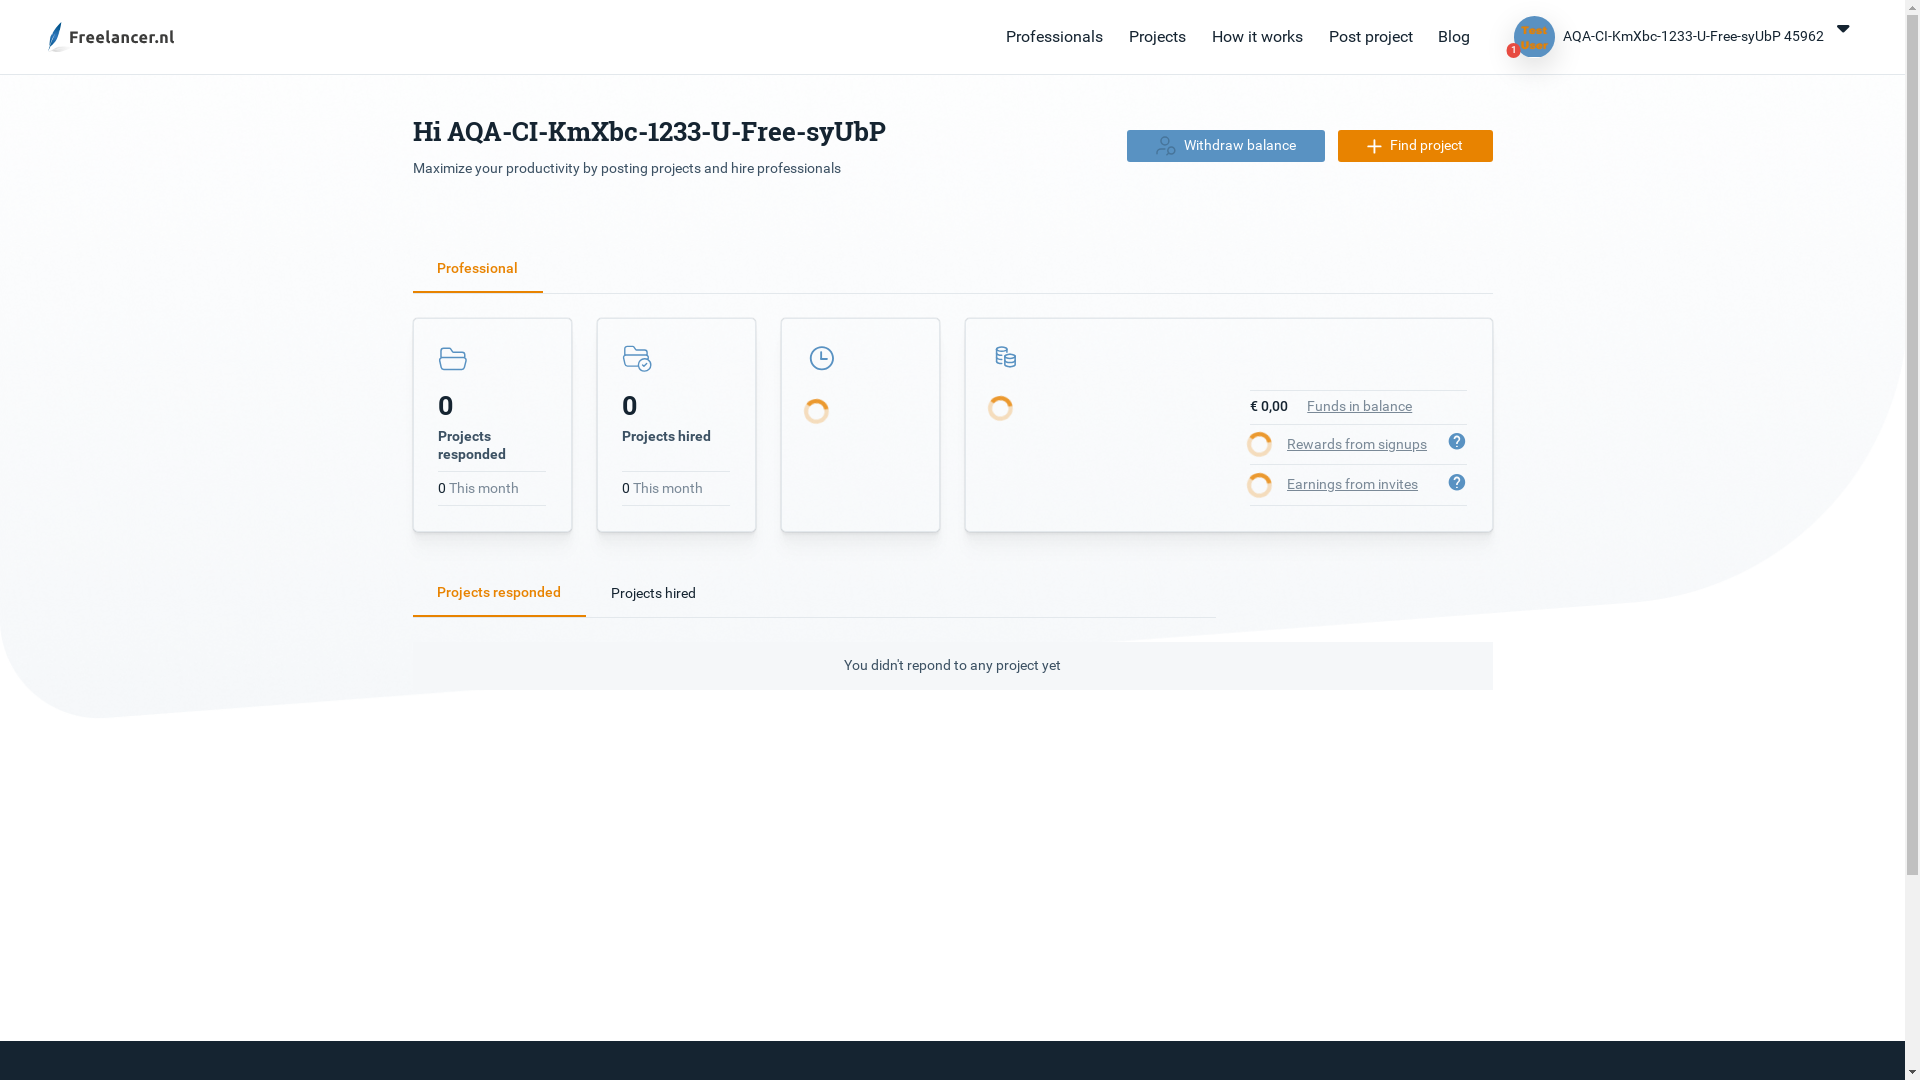 Freelancer.nl
Professionals
Projects
How it works
Post project
Blog
Test
User
1
AQA-CI-KmXbc-1233-U-Free-syUbP 45962
Hi AQA-CI-KmXbc-1233-U-Free-syUbP
Maximize your productivity by posting projects and hire professionals
Withdraw balance
Find project
Professional
0
Projects
responded
0 This month
0
Projects hired
0 This month
€ 0,00 Funds in balance
Rewards from signups
Earnings from invites
Projects responded
Projects hired
You didn't repond to any project yet